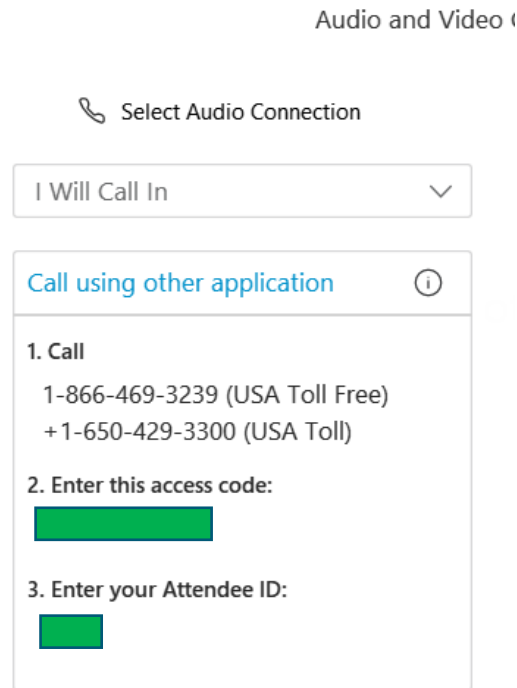 Audio and Video
Select Audio Connection
I Will Call In
Call using other application
1. Call
1-866-469-3239 (USA Toll Free)
+1-650-429-3300 (USA Toll)
2. Enter this access code:
3. Enter your Attendee ID: